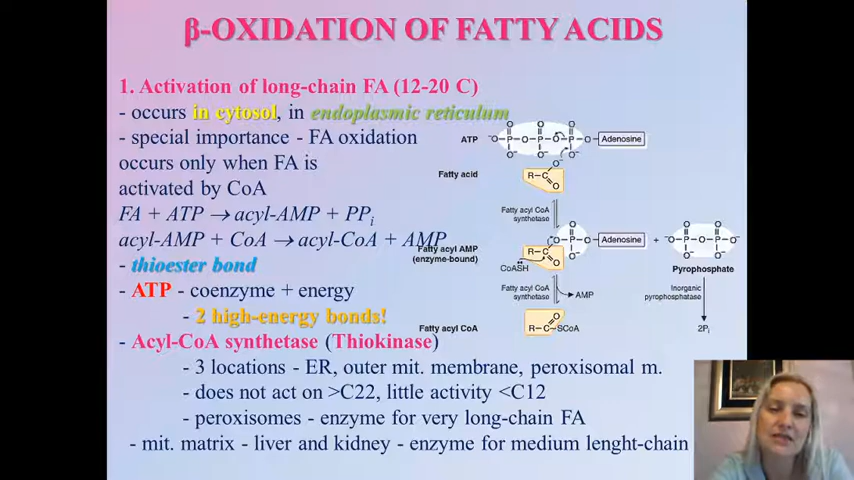 β-OXIDATION OF FATTY ACIDS
1. Activation of long-chain FA (12-20 C)
- occurs in cytosol, in endoplasmic reticulum
- special importance - FA oxidation
occurs only when FA is
activated by CoA
FA + ATP → acyl-AMP + PPi
acyl-AMP + CoA → acyl-CoA + AMP
- thioester bond
- ATP - coenzyme + energy
- 2 high-energy bonds!
- Acyl-CoA synthetase (Thiokinase)
- 3 locations - ER, outer mit. membrane, peroxisomal m.
- does not act on >C22, little activity <C12
- peroxisomes - enzyme for very long-chain FA
- mit. matrix - liver and kidney - enzyme for medium lenght-chain
O O O
ATP ⁻O-P-O-P-O-P-O- Adenosine
O⁻ O⁻ O⁻
Fatty acid R-C O⁻ O
Fatty acyl CoA
synthetase
O
Fatty acyl AMP
(enzyme-bound)
R-C O O-P-O- Adenosine
O⁻
+
O O
⁻O-P-O-P-O⁻
O⁻ O⁻
Pyrophosphate
CoASH
Fatty acyl CoA
synthetase
AMP
Inorganic
pyrophosphatase
Fatty acyl CoA R-C O SCoA
2Pi